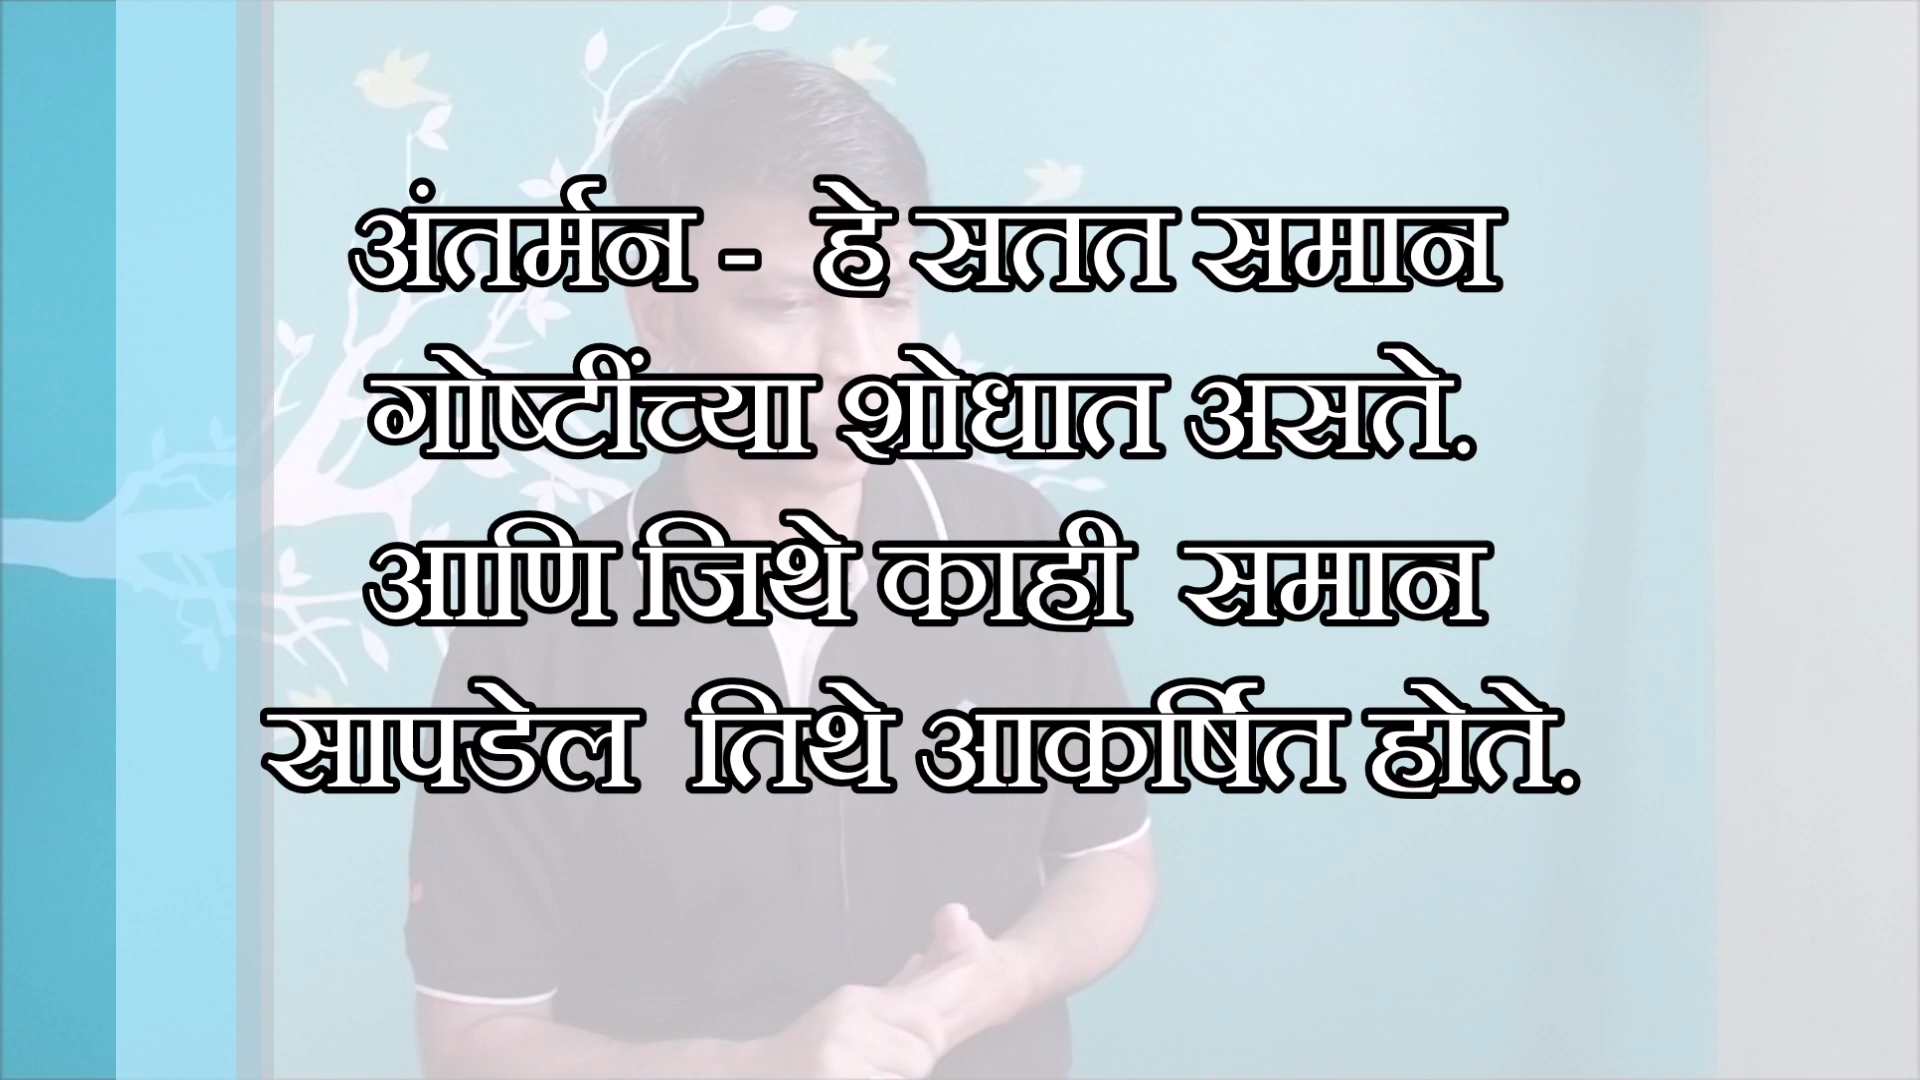 अंतर्मन - हे सतत समान
गोष्टींच्या शोधात असते.
आणि जिथे काही समान
सापडेल तिथे आकर्षित होते.